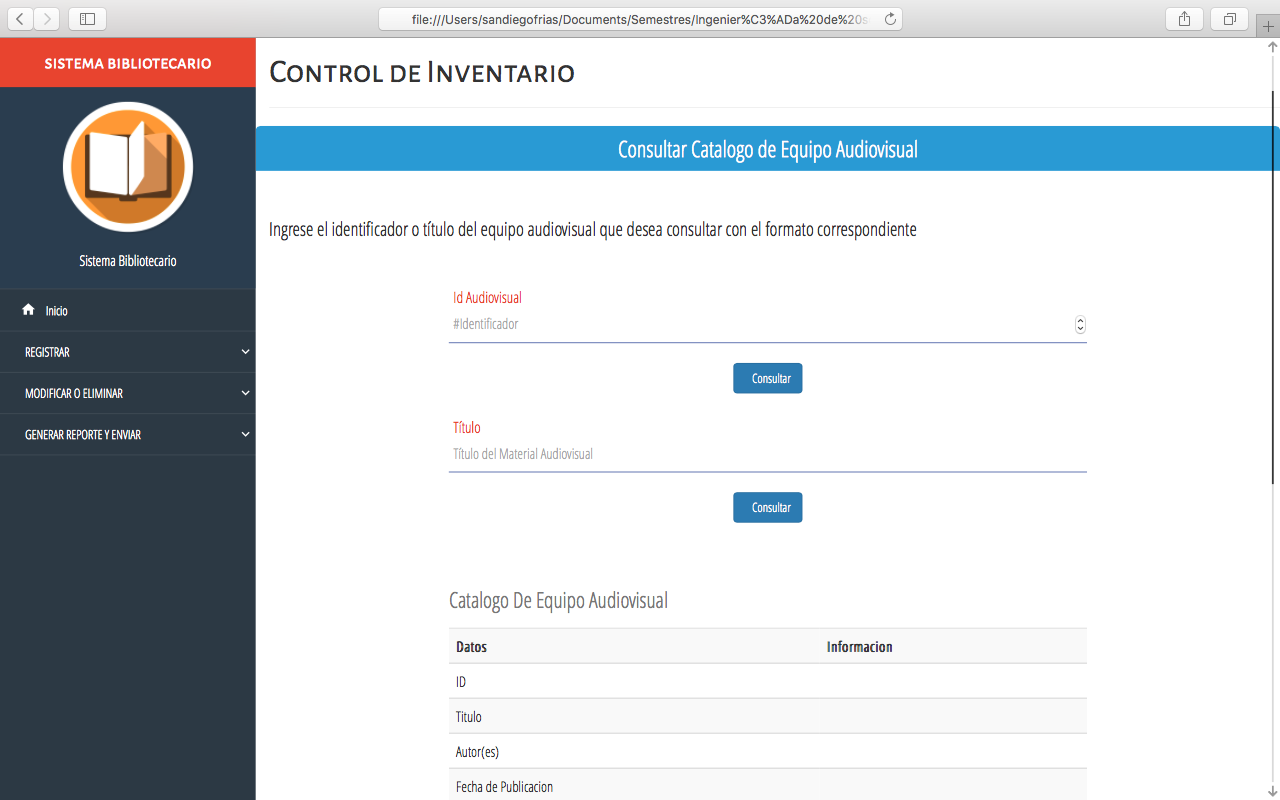 file:///Users/sandiegofrias/Documents/Semestres/Ingenier%C3%ADa%20de%20s
SISTEMA BIBLIOTECARIO
Sistema Bibliotecario
Inicio
REGISTRAR
MODIFICAR O ELIMINAR
GENERAR REPORTE Y ENVIAR
CONTROL DE INVENTARIO
Consultar Catalogo de Equipo Audiovisual
Ingrese el identificador o título del equipo audiovisual que desea consultar con el formato correspondiente
Id Audiovisual
#Identificador
Consultar
Título
Título del Material Audiovisual
Consultar
Catalogo De Equipo Audiovisual
Datos Informacion
ID
Titulo
Autor(es)
Fecha de Publicacion